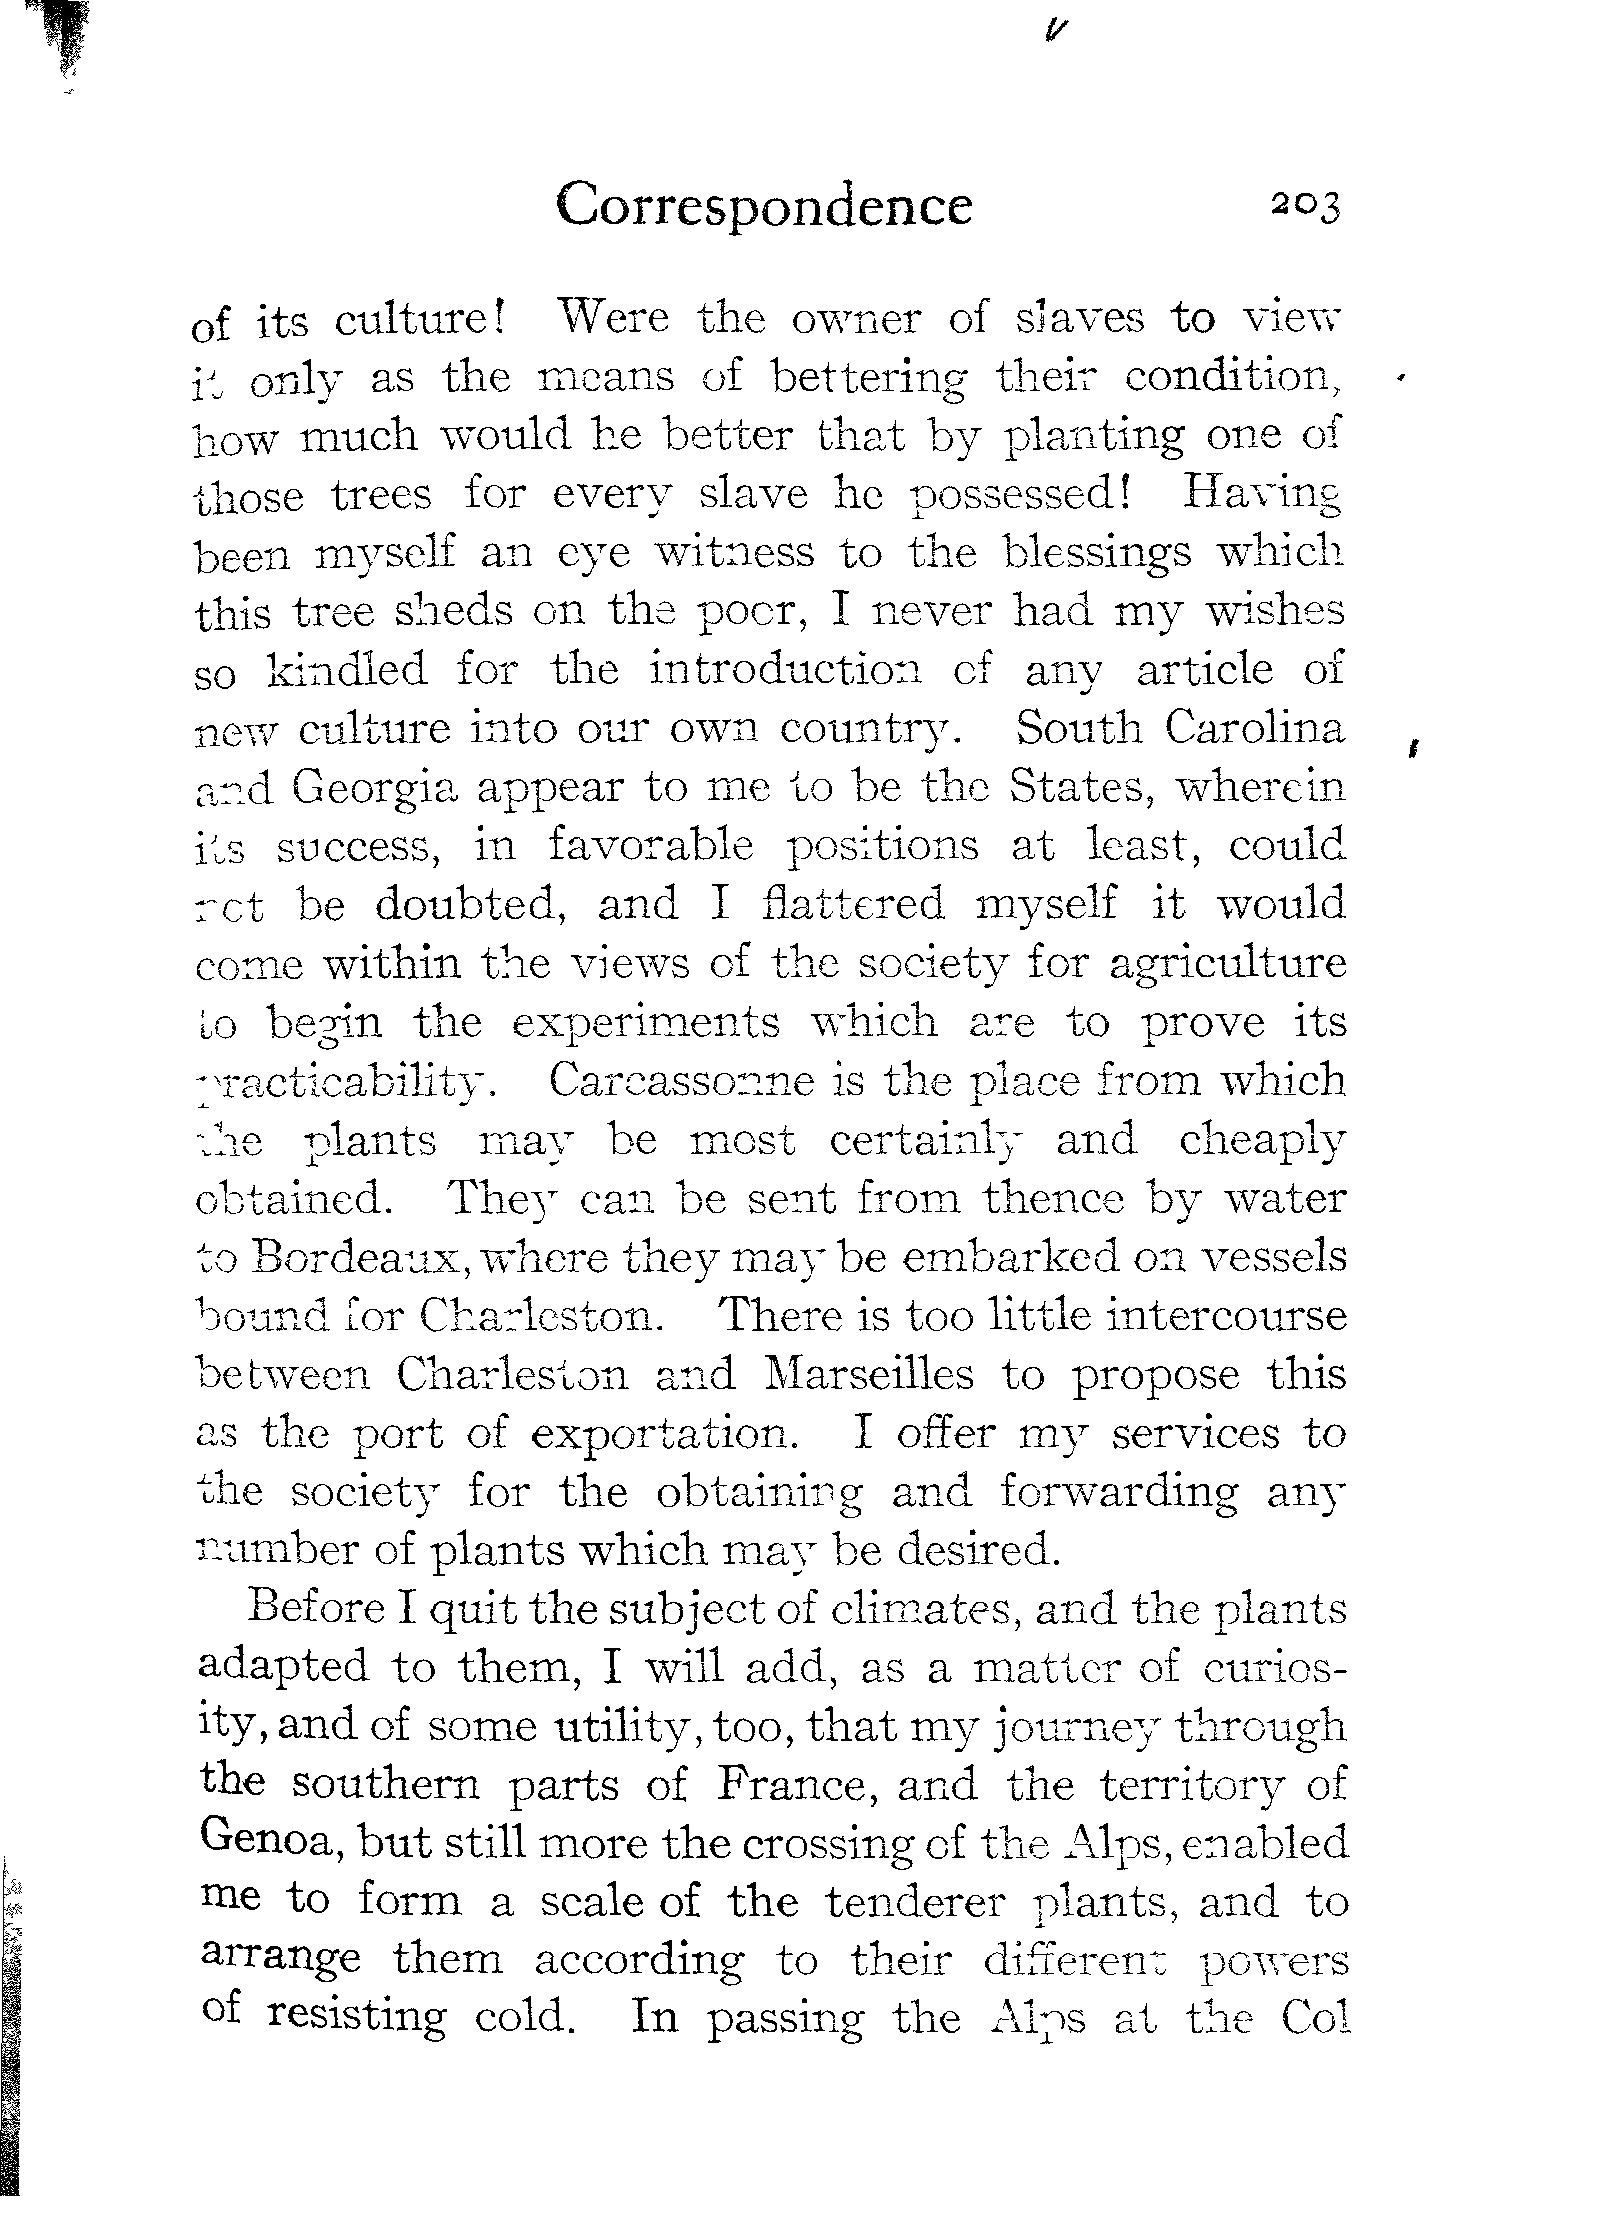 Correspondence 203
of its culture! Were the owner of slaves to view
it only as the means of bettering their condition,
how much would he better that by planting one of
those trees for every slave he possessed! Having
been myself an eye witness to the blessings which
this tree sheds on the poor, I never had my wishes
so kindled for the introduction of any article of
new culture into our own country. South Carolina
and Georgia appear to me to be the States, wherein
its success, in favorable positions at least, could
not be doubted, and I flattered myself it would
come within the views of the society for agriculture
to begin the experiments which are to prove its
practicability. Carcassonne is the place from which
the plants may be most certainly and cheaply
obtained. They can be sent from thence by water
to Bordeaux, where they may be embarked on vessels
bound for Charleston. There is too little intercourse
between Charleston and Marseilles to propose this
as the port of exportation. I offer my services to
the society for the obtaining and forwarding any
number of plants which may be desired.
Before I quit the subject of climates, and the plants
adapted to them, I will add, as a matter of curios-
ity, and of some utility, too, that my journey through
the southern parts of France, and the territory of
Genoa, but still more the crossing of the Alps, enabled
me to form a scale of the tenderer plants, and to
arrange them according to their different powers
of resisting cold. In passing the Alps at the Col